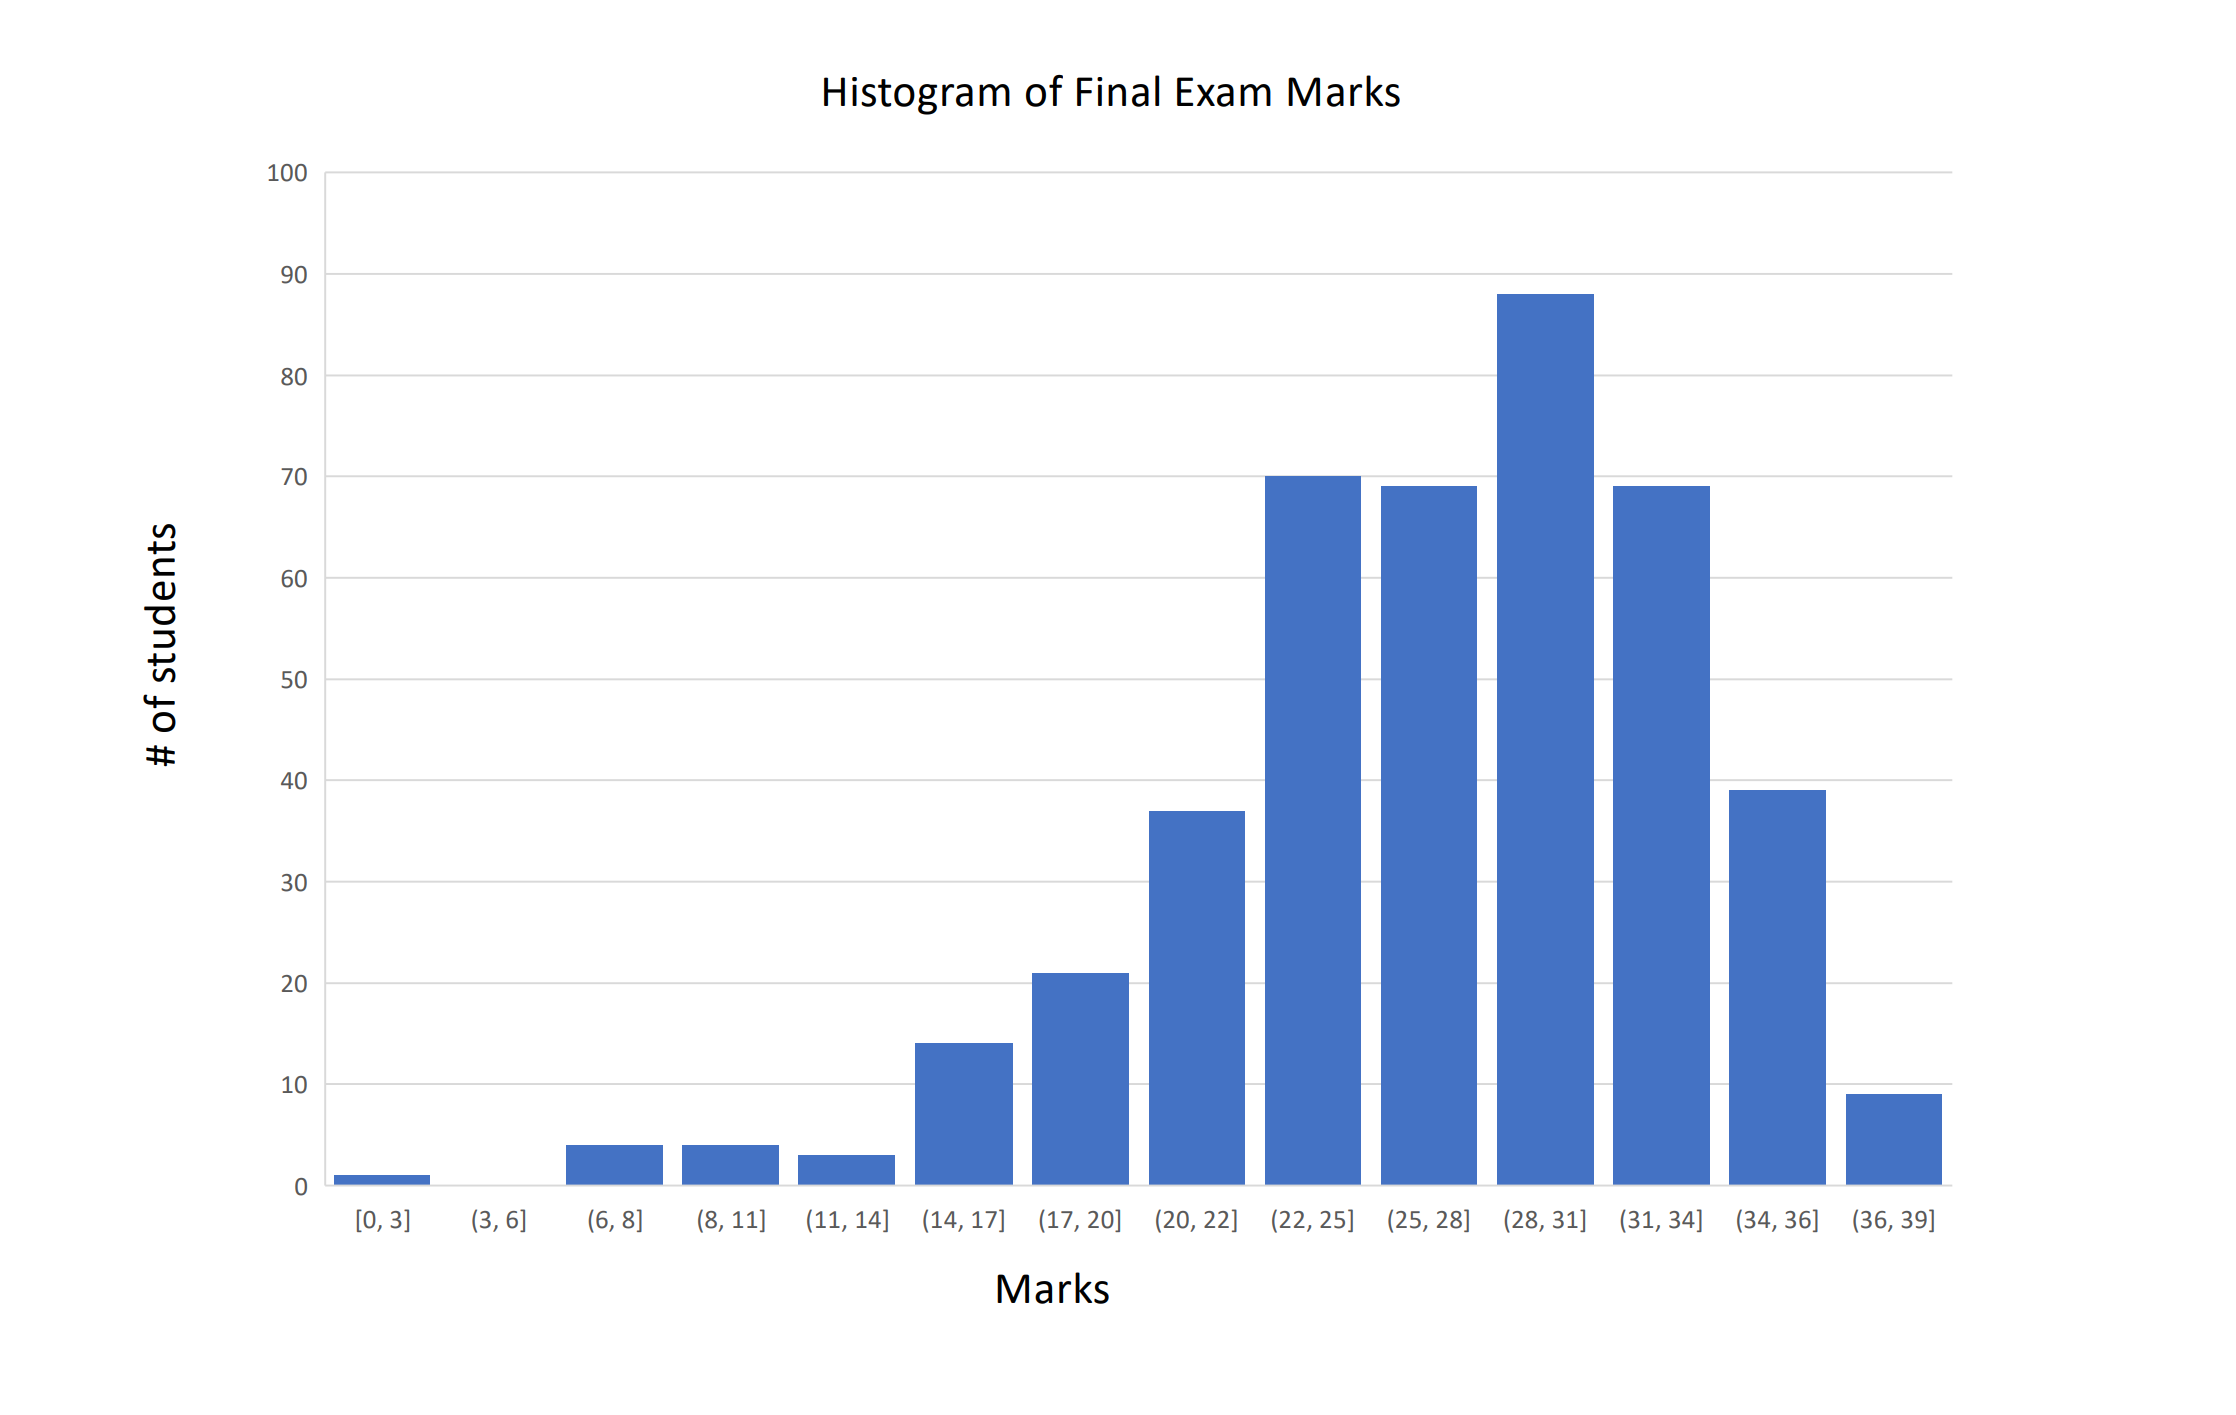 Histogram of Final Exam Marks
100
90
80
70
60
50
40
30
20
10
0
# of students
[0, 3] (3, 6] (6, 8] (8, 11] (11, 14] (14, 17] (17, 20] (20, 22] (22, 25] (25, 28] (28, 31] (31, 34] (34, 36] (36, 39]
Marks